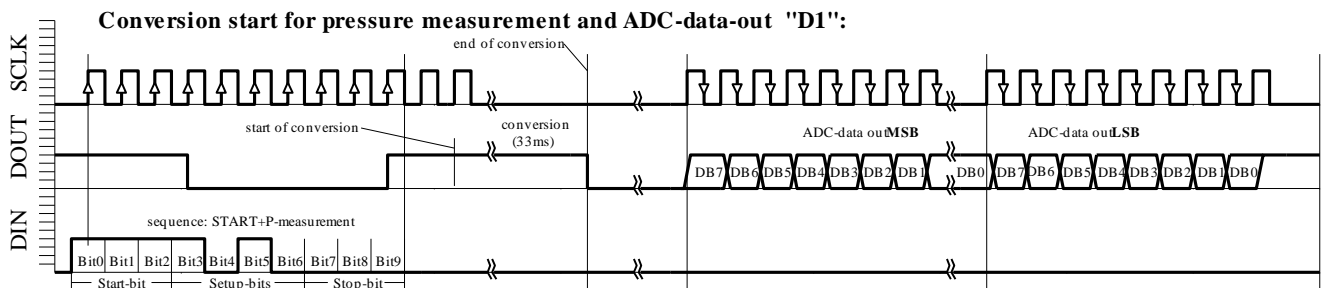 Conversion start for pressure measurement and ADC-data-out "D1":
end of conversion
SCLK
start of conversion
conversion
(33ms)
ADC-data out MSB
ADC-data out LSB
DOUT
DB7 DB6 DB5 DB4 DB3 DB2 DB1 DB0 DB7 DB6 DB5 DB4 DB3 DB2 DB1 DB0
DIN
sequence: START+P-measurement
Bit0 Bit1 Bit2 Bit3 Bit4 Bit5 Bit6 Bit7 Bit8 Bit9
Start-bit Setup-bits Stop-bit